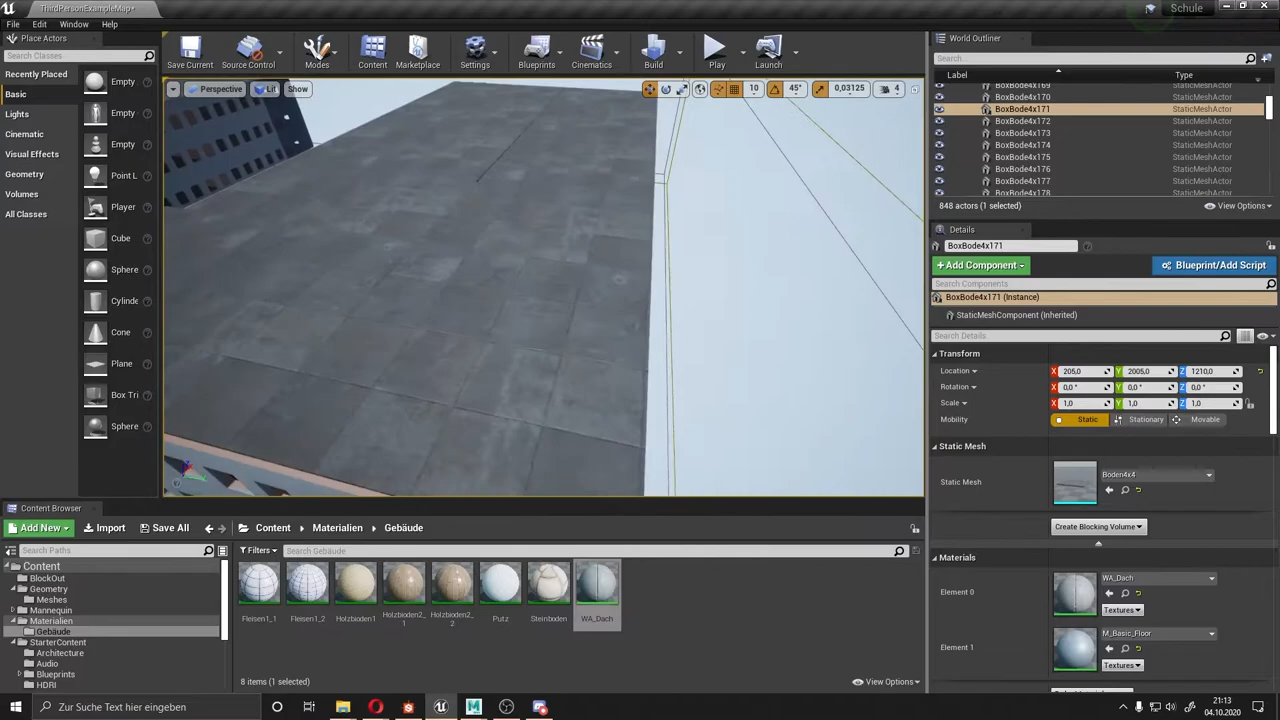 ThirdPersonExampleMap*
Schule
File Edit Window Help
Place Actors
Search Classes
Recently Placed
Basic
Lights
Cinematic
Visual Effects
Geometry
Volumes
All Classes
Empty
Empty
Empty
Point L
Player
Cube
Sphere
Cylinde
Cone
Plane
Box Tri
Sphere
Save Current
Source Control
Modes
Content
Marketplace
Settings
Blueprints
Cinematics
Build
Play
Launch
Perspective
Lit
Show
10
45°
0,03125
4
World Outliner
Search...
Label Type
BoxBode4x169 StaticMeshActor
BoxBode4x170 StaticMeshActor
BoxBode4x171 StaticMeshActor
BoxBode4x172 StaticMeshActor
BoxBode4x173 StaticMeshActor
BoxBode4x174 StaticMeshActor
BoxBode4x175 StaticMeshActor
BoxBode4x176 StaticMeshActor
BoxBode4x177 StaticMeshActor
BoxBode4x178 StaticMeshActor
848 actors (1 selected)
View Options
Details
BoxBode4x171
+Add Component
Blueprint/Add Script
Search Components
BoxBode4x171 (Instance)
StaticMeshComponent (Inherited)
Search Details
Transform
Location X 205,0 Y 2005,0 Z 1210,0
Rotation X 0,0 ° Y 0,0 ° Z 0,0 °
Scale X 1,0 Y 1,0 Z 1,0
Mobility Static Stationary Movable
Static Mesh
Static Mesh
Boden4x4
Create Blocking Volume
Materials
Element 0
WA_Dach
Textures
Element 1
M_Basic_Floor
Textures
Content Browser
Add New
Import
Save All
Content
Materialien
Gebäude
Search Paths
Filters
Search Gebäude
Content
BlockOut
Geometry
Meshes
Mannequin
Materialien
Gebäude
StarterContent
Architecture
Audio
Blueprints
HDRI
Fleisen1_1
Fleisen1_2
Holzbioden1
Holzbioden2_
1
Holzbioden2_
2
Putz
Steinboden
WA_Dach
8 items (1 selected)
View Options
Zur Suche Text hier eingeben
21:13
04.10.2020